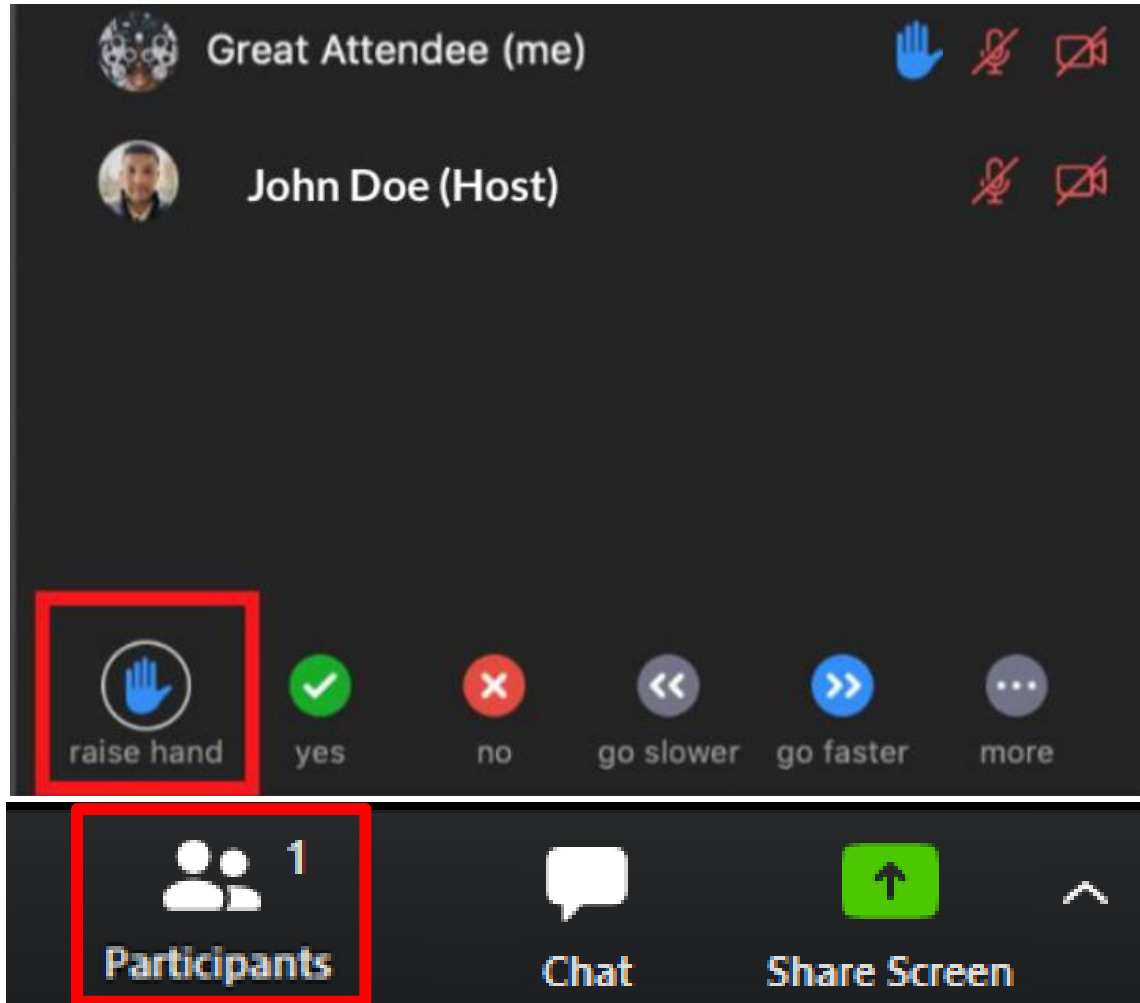 Great Attendee (me)
John Doe (Host)
raise hand yes no go slower go faster more
1
Participants Chat Share Screen